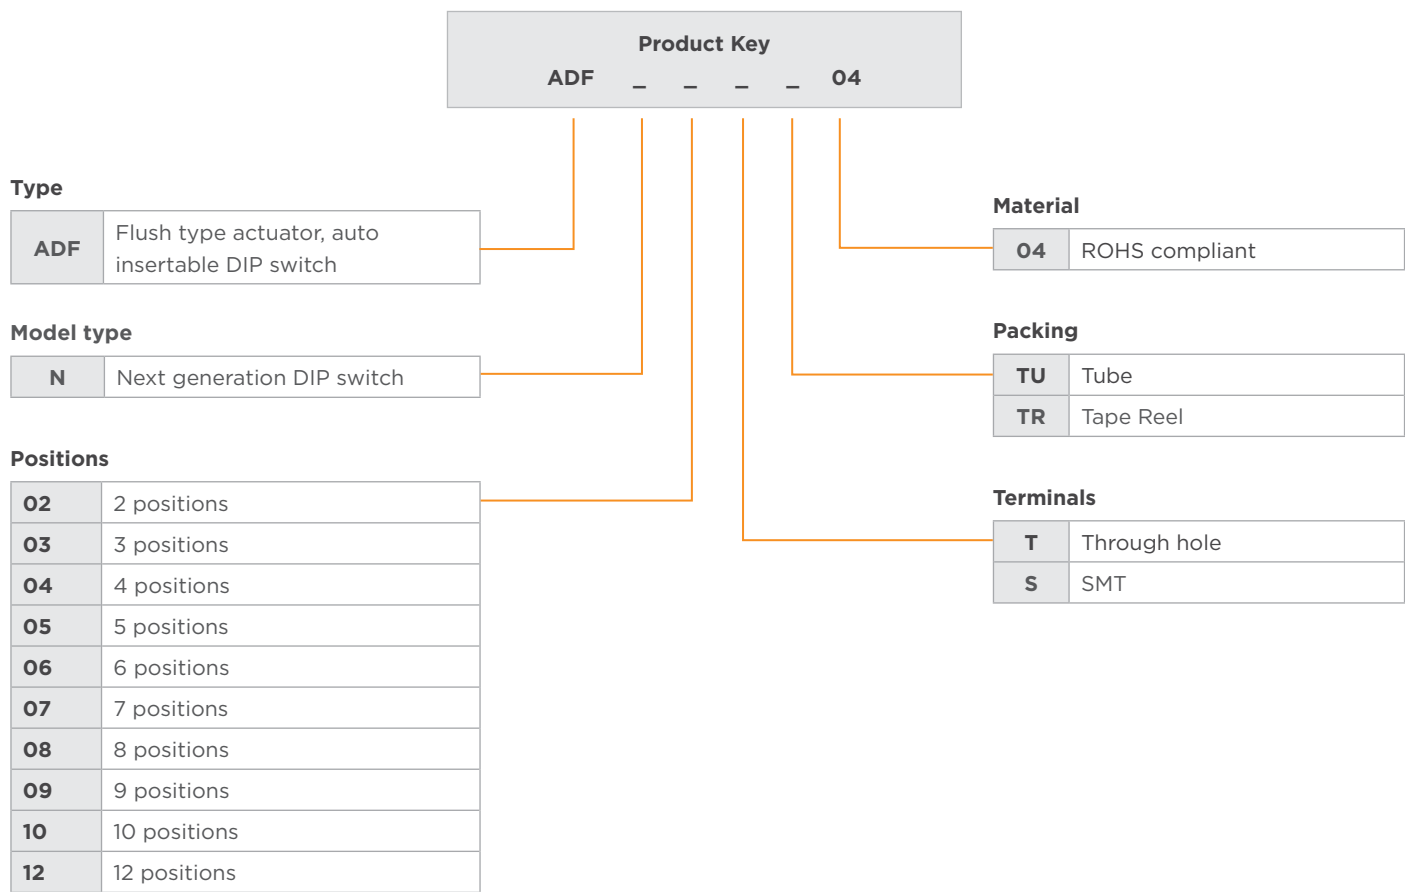 Product Key
ADF _ _ _ _ 04
Type
ADF Flush type actuator, auto
insertable DIP switch
Model type
N Next generation DIP switch
Positions
02 2 positions
03 3 positions
04 4 positions
05 5 positions
06 6 positions
07 7 positions
08 8 positions
09 9 positions
10 10 positions
12 12 positions
Material
04 ROHS compliant
Packing
TU Tube
TR Tape Reel
Terminals
T Through hole
S SMT